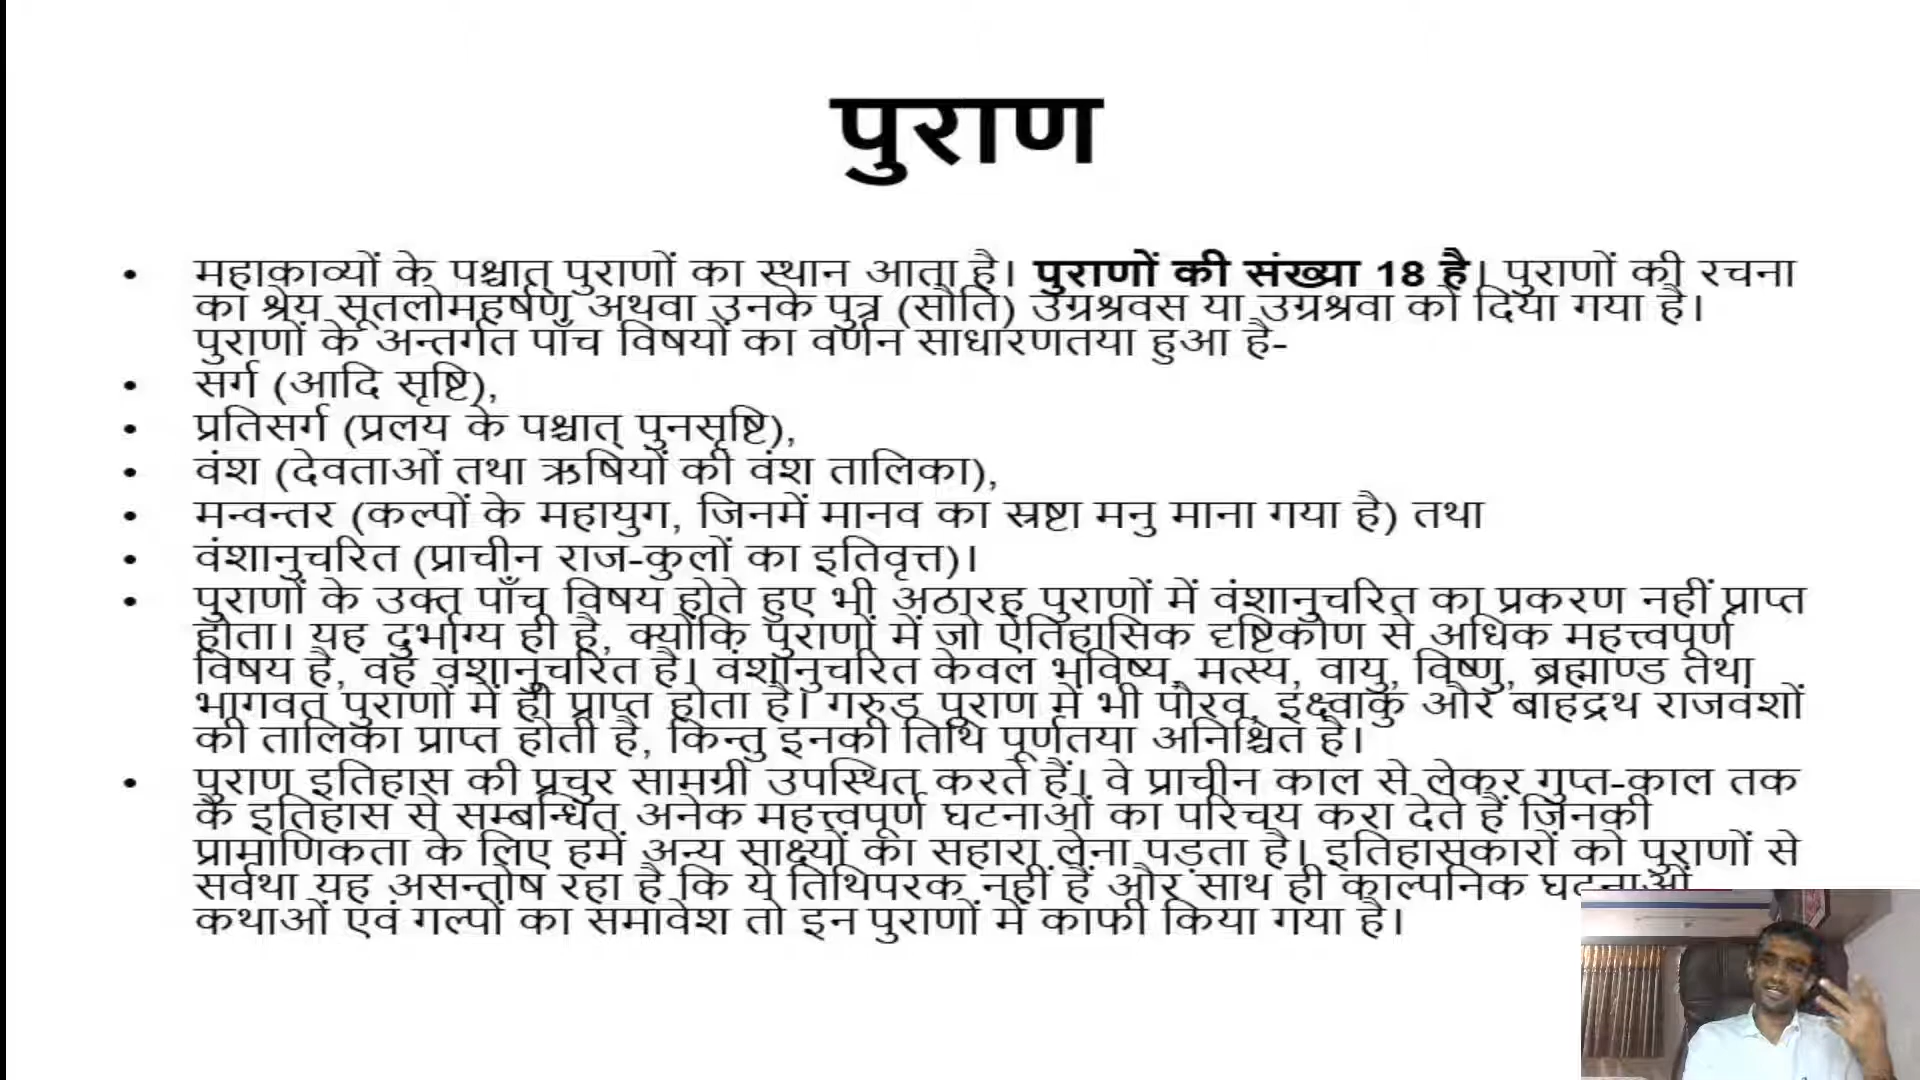 पुराण
• महाकाव्यों के पश्चात् पुराणों का स्थान आता है। पुराणों की संख्या 18 है। पुराणों की रचना
का श्रेय सूतलोमहर्षण अथवा उनके पुत्र (सौति) उग्रश्रवस या उग्रश्रवा को दिया गया है।
पुराणों के अन्तर्गत पाँच विषयों का वर्णन साधारणतया हुआ है-
• सर्ग (आदि सृष्टि),
• प्रतिसर्ग (प्रलय के पश्चात् पुनसृष्टि),
• वंश (देवताओं तथा ऋषियों की वंश तालिका),
• मन्वन्तर (कल्पों के महायुग, जिनमें मानव का स्रष्टा मनु माना गया है) तथा
• वंशानुचरित (प्राचीन राज-कुलों का इतिवृत्त)।
• पुराणों के उक्त पाँच विषय होते हुए भी अठारह पुराणों में वंशानुचरित का प्रकरण नहीं प्राप्त
होता। यह दुर्भाग्य ही है, क्योंकि पुराणों में जो ऐतिहासिक दृष्टिकोण से अधिक महत्त्वपूर्ण
विषय है, वह वंशानुचरित है। वंशानुचरित केवल भविष्य, मत्स्य, वायु, विष्णु, ब्रह्माण्ड तथा
भागवत पुराणों में ही प्राप्त होता है। गरुड़ पुराण में भी पौरव, इक्ष्वाकु और बार्हद्रथ राजवंशों
की तालिका प्राप्त होती है, किन्तु इनकी तिथि पूर्णतया अनिश्चित है।
• पुराण इतिहास की प्रचुर सामग्री उपस्थित करते हैं। वे प्राचीन काल से लेकर गुप्त-काल तक
के इतिहास से सम्बन्धित अनेक महत्त्वपूर्ण घटनाओं का परिचय करा देते हैं जिनकी
प्रामाणिकता के लिए हमें अन्य साक्ष्यों का सहारा लेना पड़ता है। इतिहासकारों को पुराणों से
सर्वथा यह असन्तोष रहा है कि ये तिथिपरक नहीं हैं और साथ ही काल्पनिक घटनाओं
कथाओं एवं गल्पों का समावेश तो इन पुराणों में काफी किया गया है।